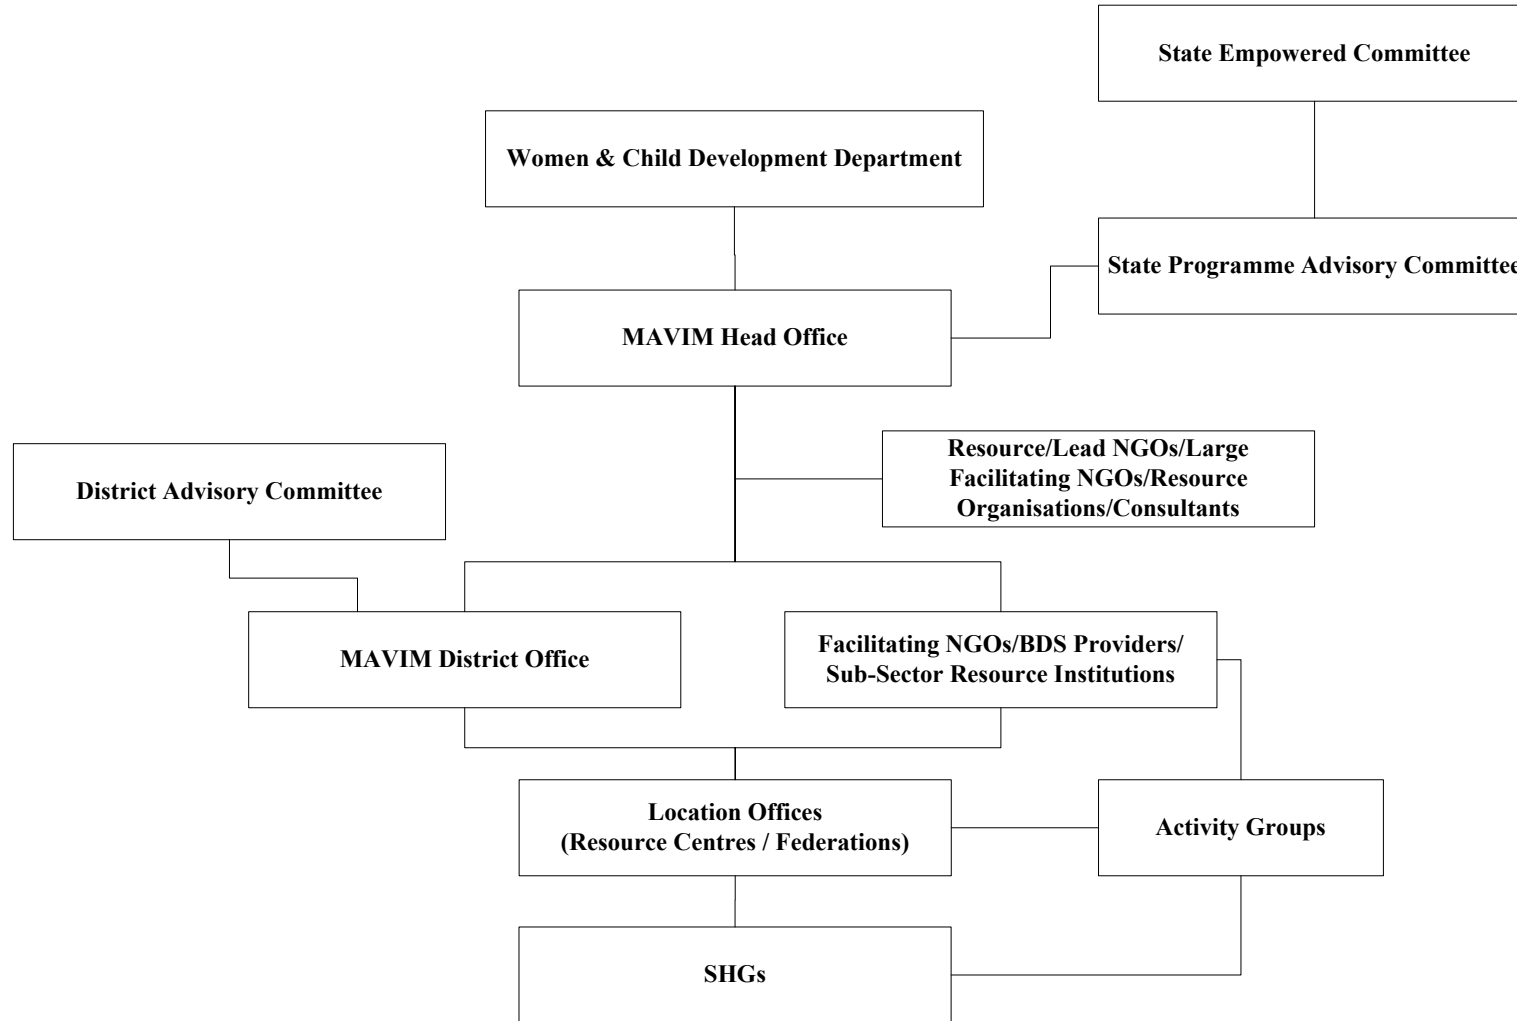 State Empowered Committee
Women & Child Development Department
State Programme Advisory Committee
MAVIM Head Office
Resource/Lead NGOs/Large
Facilitating NGOs/Resource
Organisations/Consultants
District Advisory Committee
MAVIM District Office
Facilitating NGOs/BDS Providers/
Sub-Sector Resource Institutions
Location Offices
(Resource Centres / Federations)
Activity Groups
SHGs